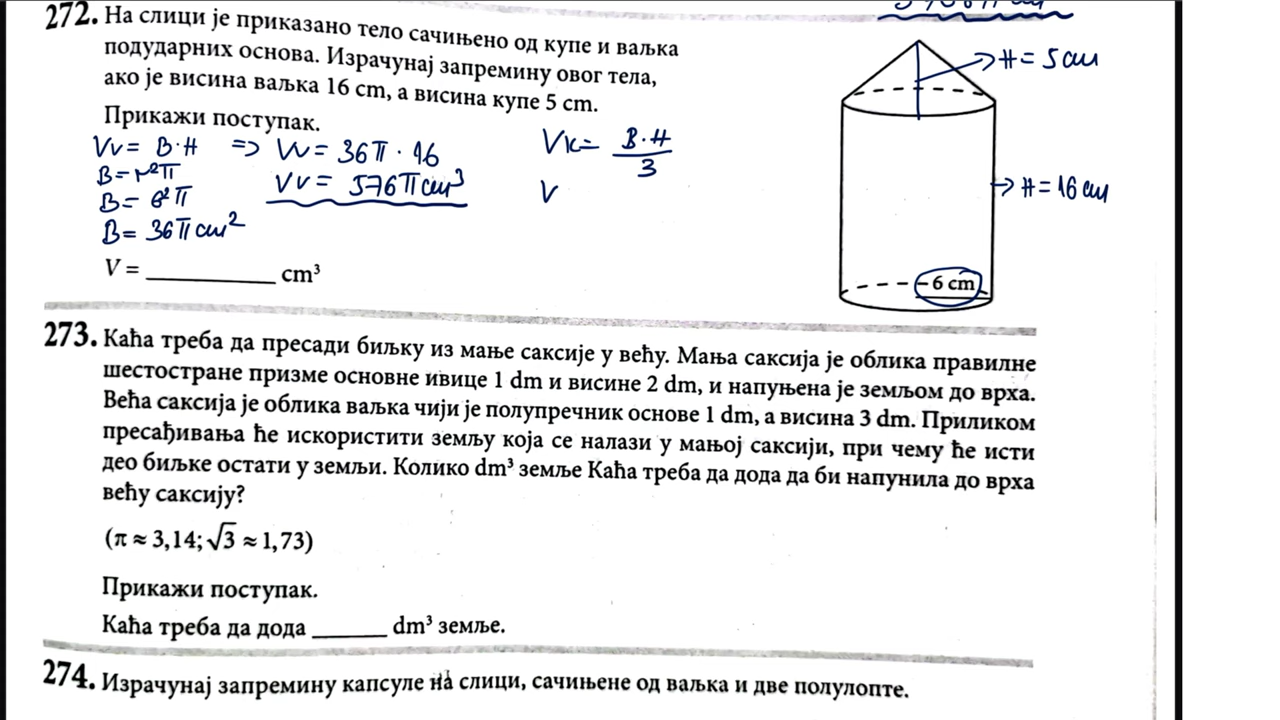 272. На слици је приказано тело сачињено од купе и ваљка
подударних основа. Израчунај запремину овог тела,
ако је висина ваљка 16 cm, а висина купе 5 cm.
Прикажи поступак.
Vv = B·H => Vv = 36π · 16
B = r²π
Vv = 576π cm³
B = 6²π
B = 36π cm²
Vk = B·H / 3
V
H = 5 cm
H = 16 cm
6 cm
V = __________ cm³
273. Каћа треба да пресади биљку из мање саксије у већу. Мања саксија је облика правилне
шестостране призме основне ивице 1 dm и висине 2 dm, и напуњена је земљом до врха.
Већа саксија је облика ваљка чији је полупречник основе 1 dm, а висина 3 dm. Приликом
пресађивања ће искористити земљу која се налази у мањој саксији, при чему ће исти
део биљке остати у земљи. Колико dm³ земље Каћа треба да дода да би напунила до врха
већу саксију?
(π ≈ 3,14; √3 ≈ 1,73)
Прикажи поступак.
Каћа треба да дода ______ dm³ земље.
274. Израчунај запремину капсуле на слици, сачињене од ваљка и две полулопте.